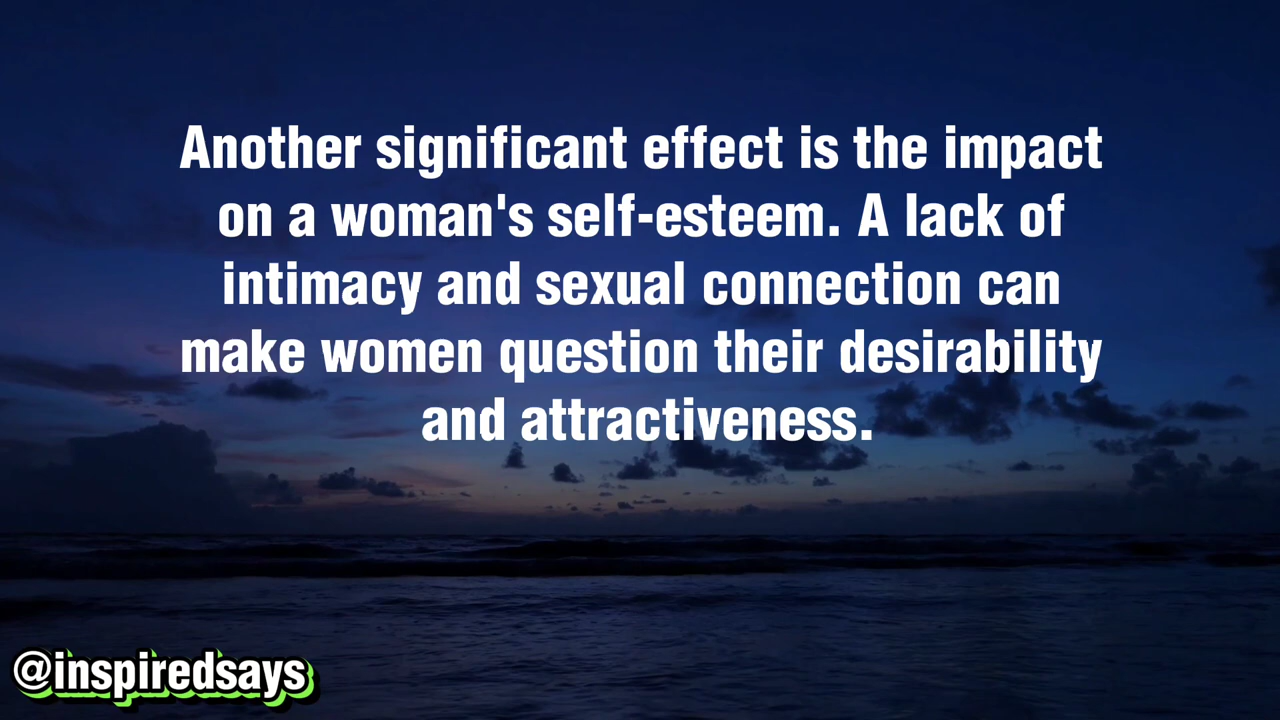 Another significant effect is the impact
on a woman's self-esteem. A lack of
intimacy and sexual connection can
make women question their desirability
and attractiveness.
@inspiredsays